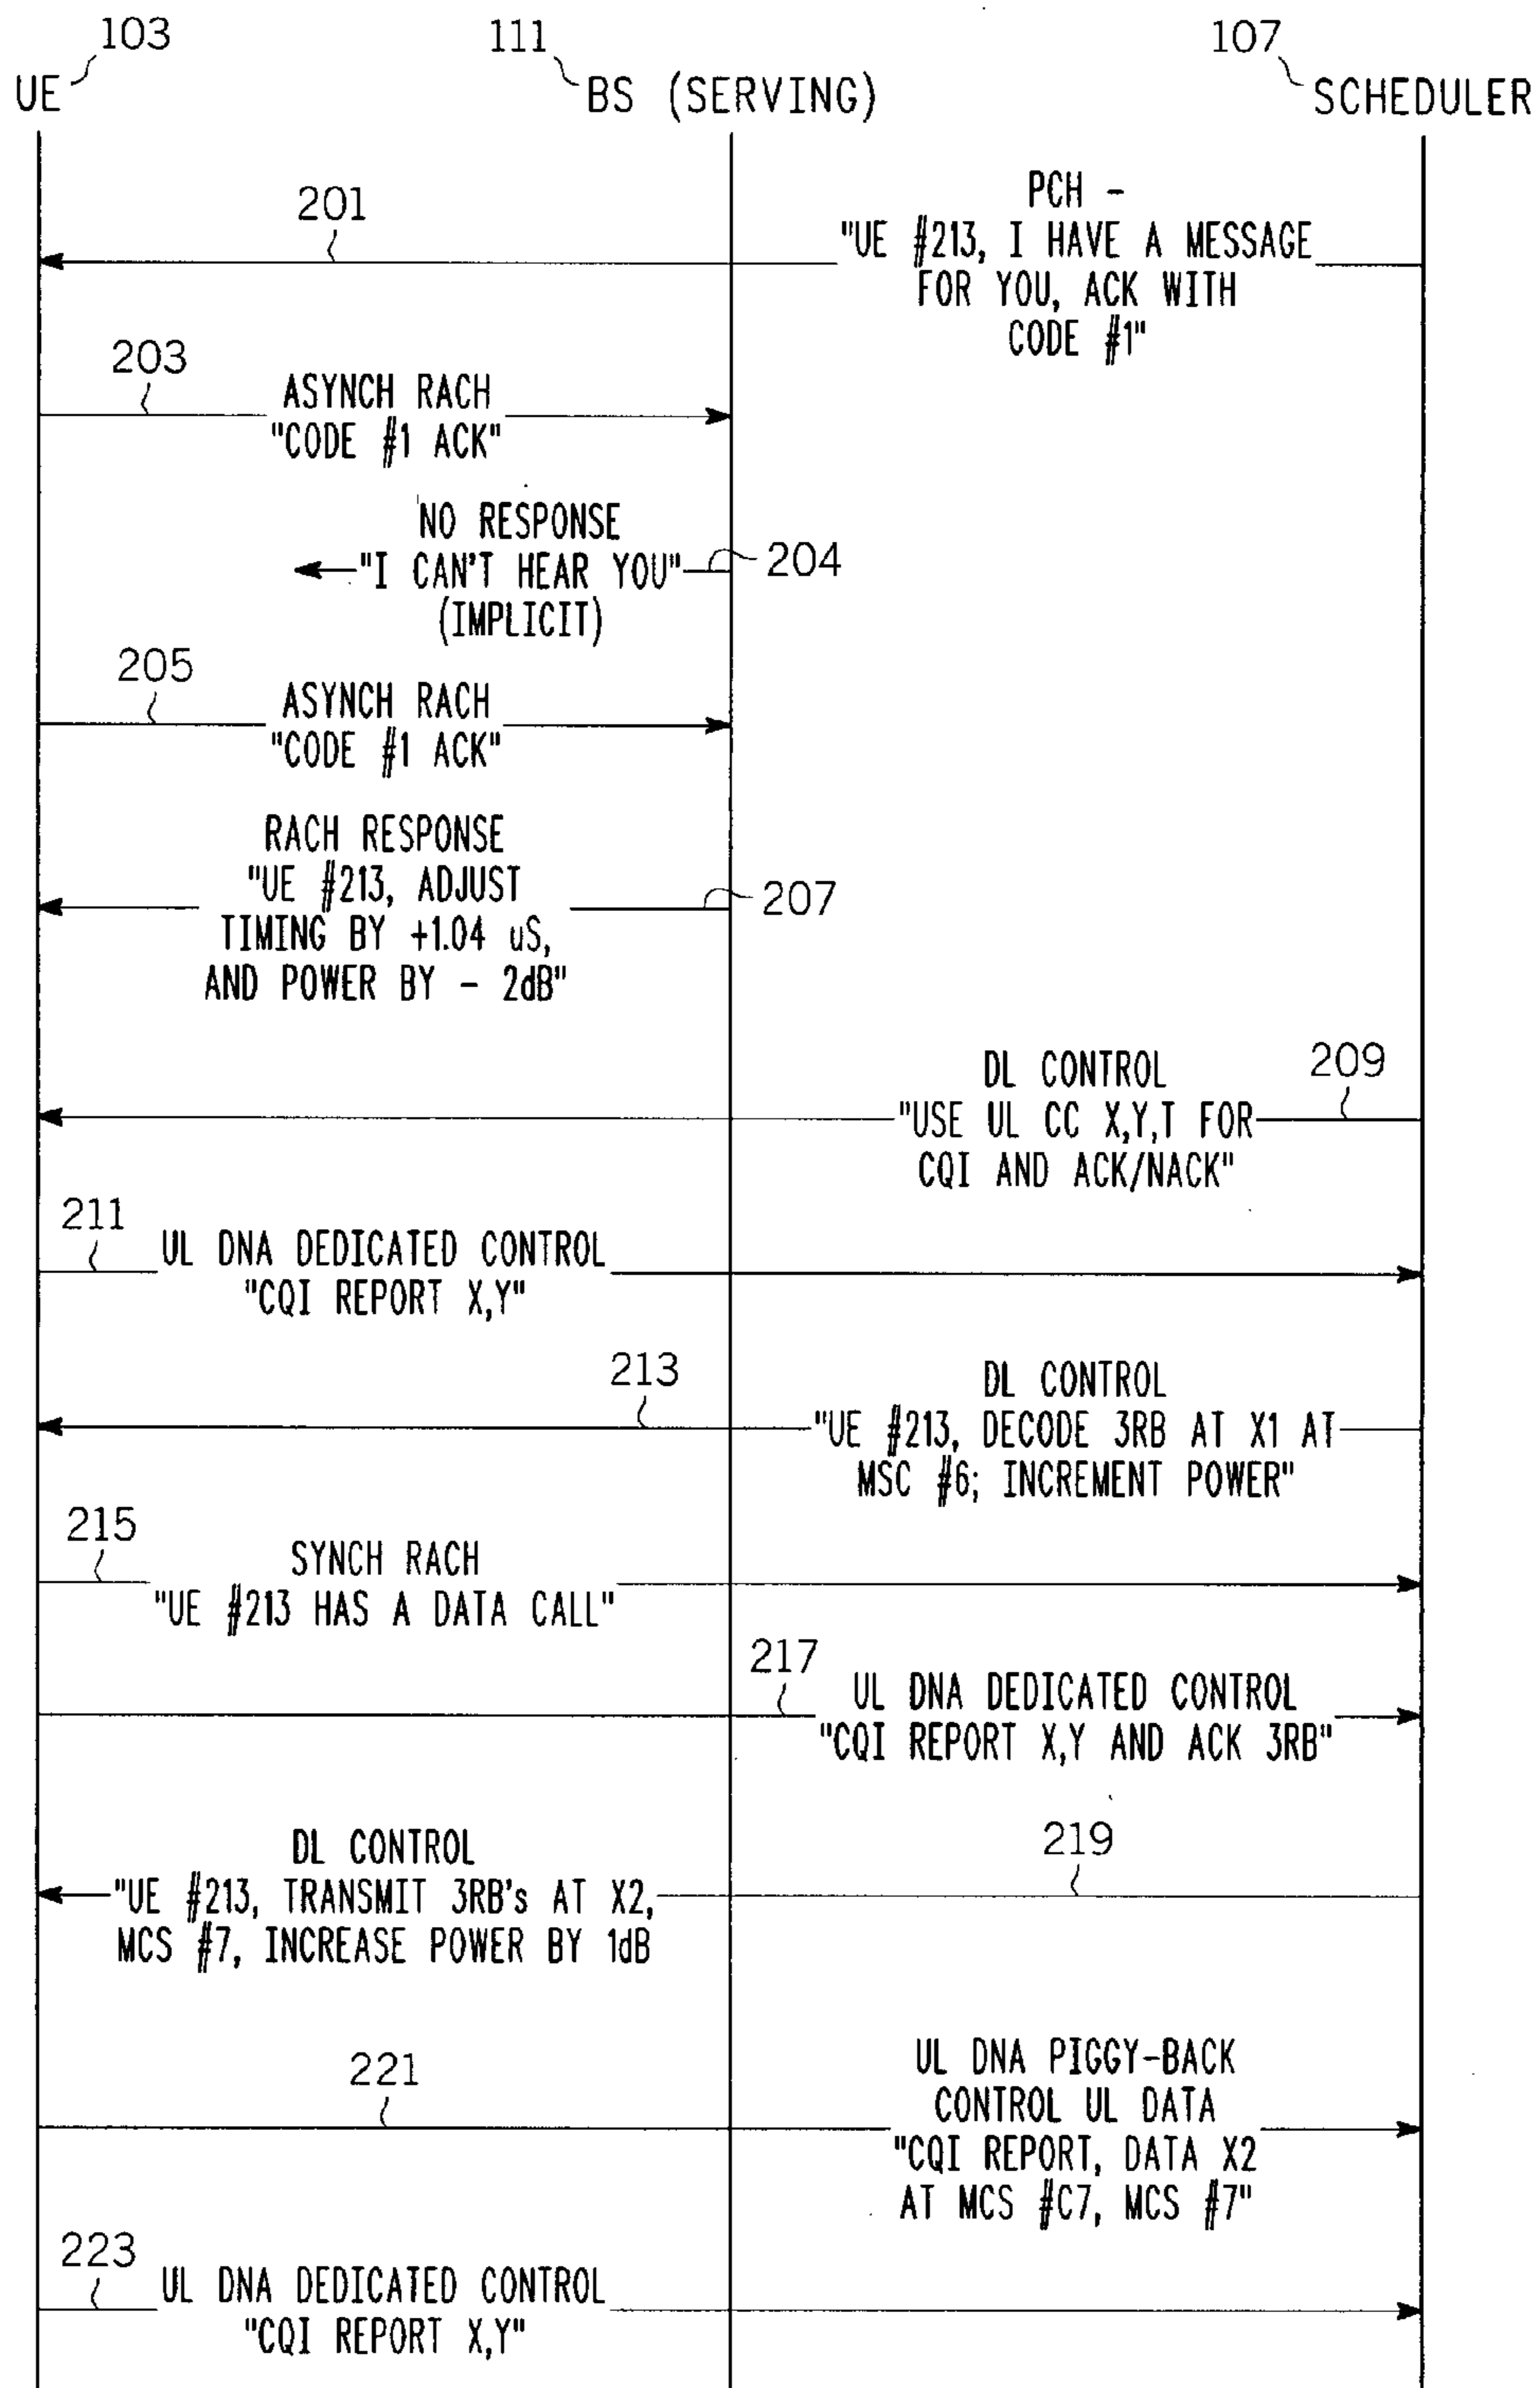 103
111
107
UE
BS (SERVING)
SCHEDULER
201
PCH -
"UE #213, I HAVE A MESSAGE
FOR YOU, ACK WITH
CODE #1"
203
ASYNCH RACH
"CODE #1 ACK"
NO RESPONSE
"I CAN'T HEAR YOU"
(IMPLICIT)
204
205
ASYNCH RACH
"CODE #1 ACK"
RACH RESPONSE
"UE #213, ADJUST
TIMING BY +1.04 uS,
AND POWER BY - 2dB"
207
DL CONTROL
"USE UL CC X,Y,T FOR
CQI AND ACK/NACK"
209
211
UL DNA DEDICATED CONTROL
"CQI REPORT X,Y"
213
DL CONTROL
"UE #213, DECODE 3RB AT X1 AT
MSC #6; INCREMENT POWER"
215
SYNCH RACH
"UE #213 HAS A DATA CALL"
217
UL DNA DEDICATED CONTROL
"CQI REPORT X,Y AND ACK 3RB"
219
DL CONTROL
"UE #213, TRANSMIT 3RB's AT X2,
MCS #7, INCREASE POWER BY 1dB
221
UL DNA PIGGY-BACK
CONTROL UL DATA
"CQI REPORT, DATA X2
AT MCS #C7, MCS #7"
223
UL DNA DEDICATED CONTROL
"CQI REPORT X,Y"